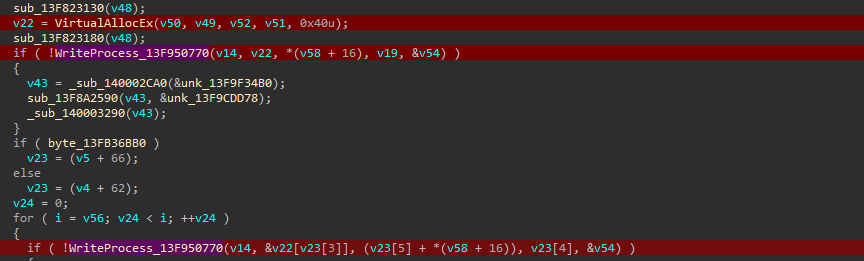 sub_13F823130(v48);
v22 = VirtualAllocEx(v50, v49, v52, v51, 0x40u);
sub_13F823180(v48);
if ( !WriteProcess_13F950770(v14, v22, *(v58 + 16), v19, &v54) )
{
v43 = _sub_140002CA0(&unk_13F9F34B0);
sub_13F8A2590(v43, &unk_13F9CDD78);
_sub_140003290(v43);
}
if ( byte_13FB36BB0 )
v23 = (v5 + 66);
else
v23 = (v4 + 62);
v24 = 0;
for ( i = v56; v24 < i; ++v24 )
{
if ( !WriteProcess_13F950770(v14, &v22[v23[3]], (v23[5] + *(v58 + 16)), v23[4], &v54) )